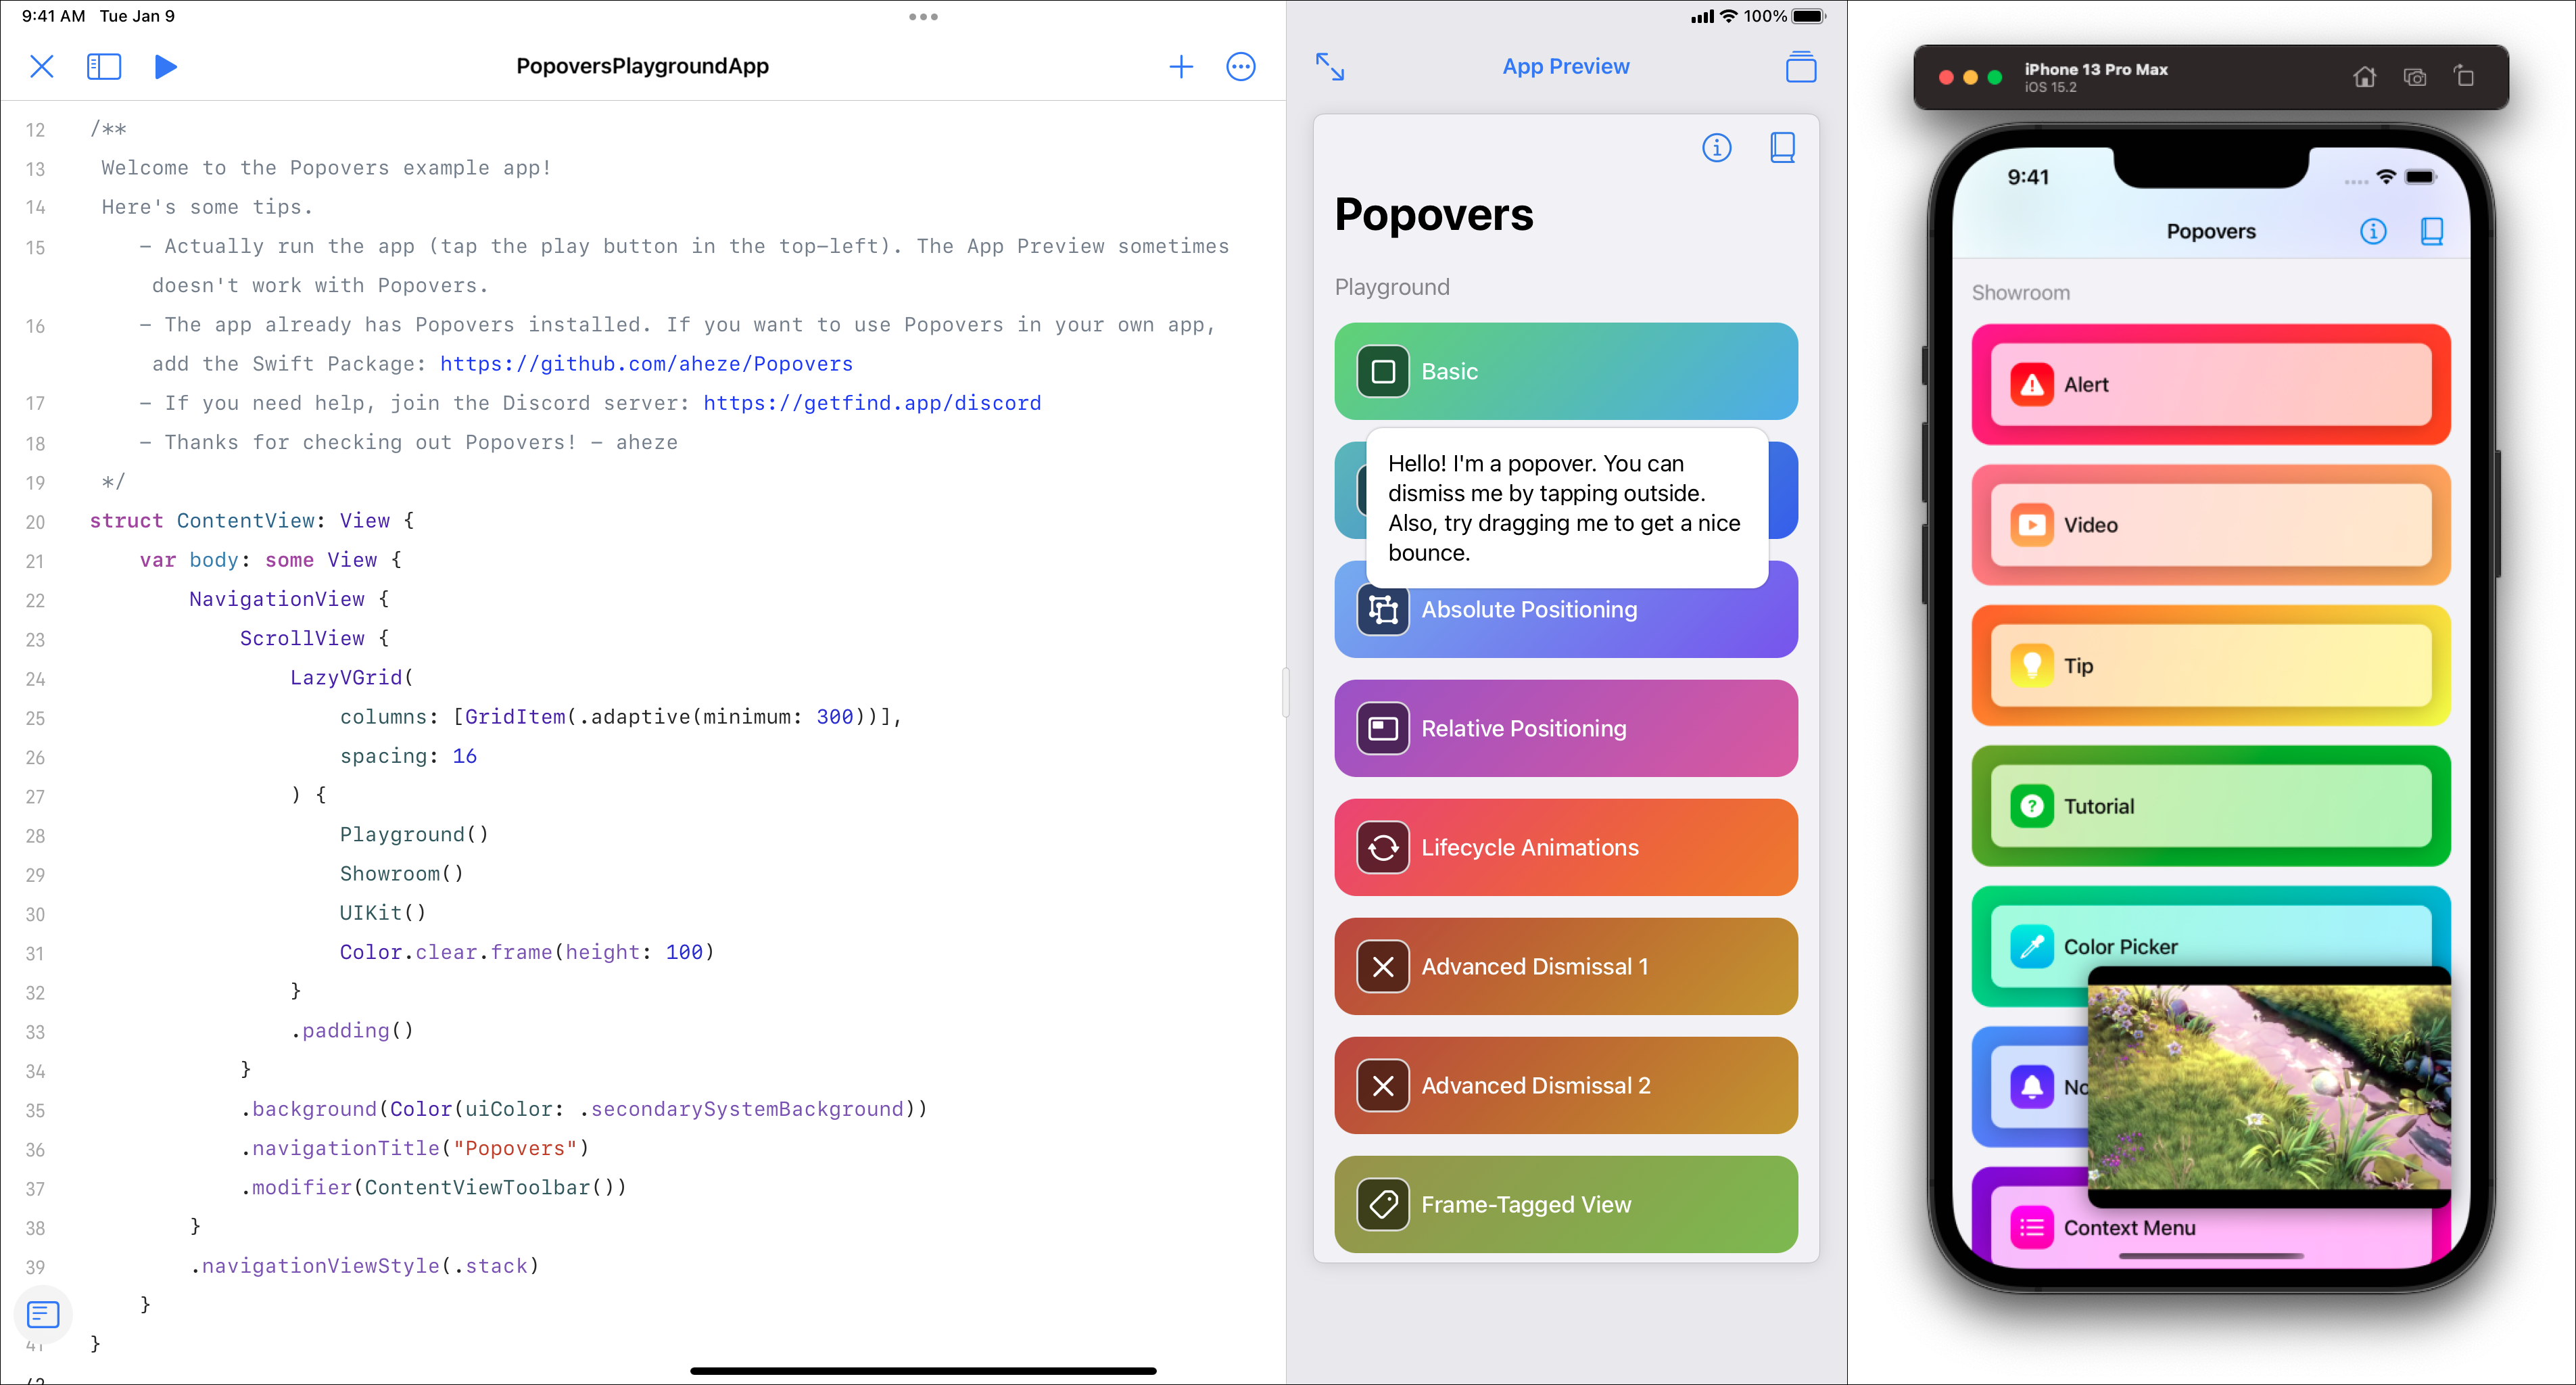 9:41 AM Tue Jan 9
PopoversPlaygroundApp
12 /**
13 Welcome to the Popovers example app!
14 Here's some tips.
15 – Actually run the app (tap the play button in the top-left). The App Preview sometimes
doesn't work with Popovers.
16 – The app already has Popovers installed. If you want to use Popovers in your own app,
add the Swift Package: https://github.com/aheze/Popovers
17 – If you need help, join the Discord server: https://getfind.app/discord
18 – Thanks for checking out Popovers! – aheze
19 */
20 struct ContentView: View {
21 var body: some View {
22 NavigationView {
23 ScrollView {
24 LazyVGrid(
25 columns: [GridItem(.adaptive(minimum: 300))],
26 spacing: 16
27 ) {
28 Playground()
29 Showroom()
30 UIKit()
31 Color.clear.frame(height: 100)
32 }
33 .padding()
34 }
35 .background(Color(uiColor: .secondarySystemBackground))
36 .navigationTitle("Popovers")
37 .modifier(ContentViewToolbar())
38 }
39 .navigationViewStyle(.stack)
}
41 }
100%
App Preview
Popovers
Playground
Basic
Hello! I'm a popover. You can
dismiss me by tapping outside.
Also, try dragging me to get a nice
bounce.
Absolute Positioning
Relative Positioning
Lifecycle Animations
Advanced Dismissal 1
Advanced Dismissal 2
Frame-Tagged View
iPhone 13 Pro Max
iOS 15.2
9:41
Popovers
Showroom
Alert
Video
Tip
Tutorial
Color Picker
No
Context Menu